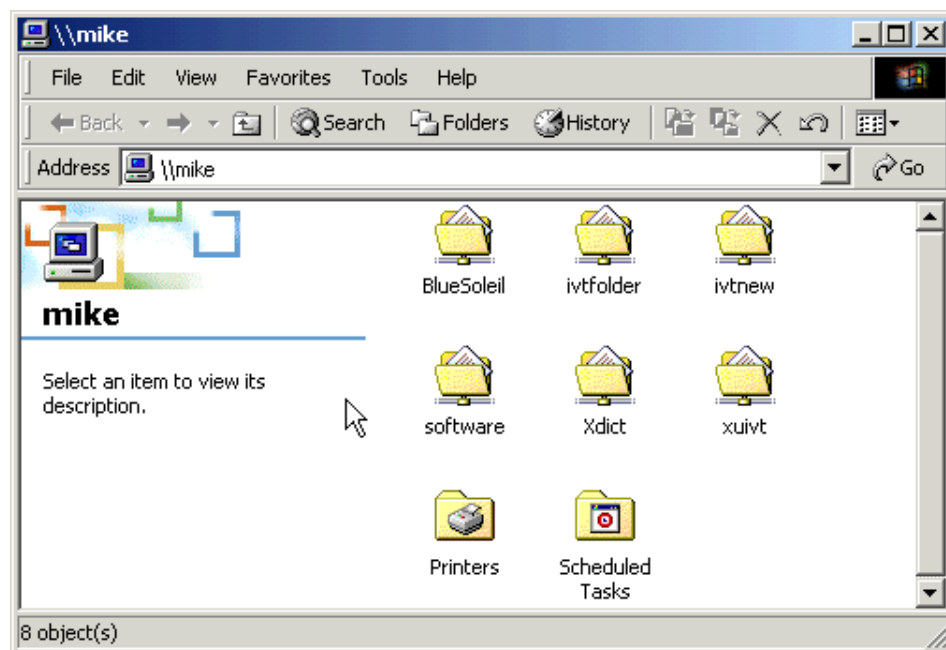 \\mike
File Edit View Favorites Tools Help
Back Search Folders History
Address \\mike Go
mike
Select an item to view its
description.
BlueSoleil ivtfolder ivtnew
software Xdict xuivt
Printers Scheduled
Tasks
8 object(s)